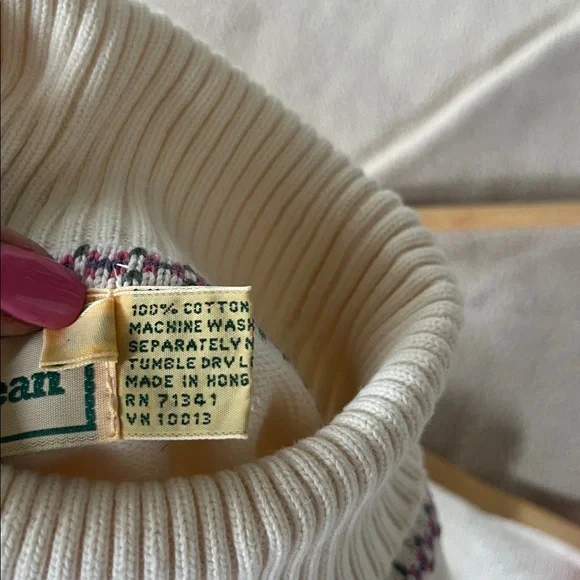 ean
100% COTTON
MACHINE WASH
SEPARATELY
TUMBLE DRY L
MADE IN HONG
RN 71341
VN 10013